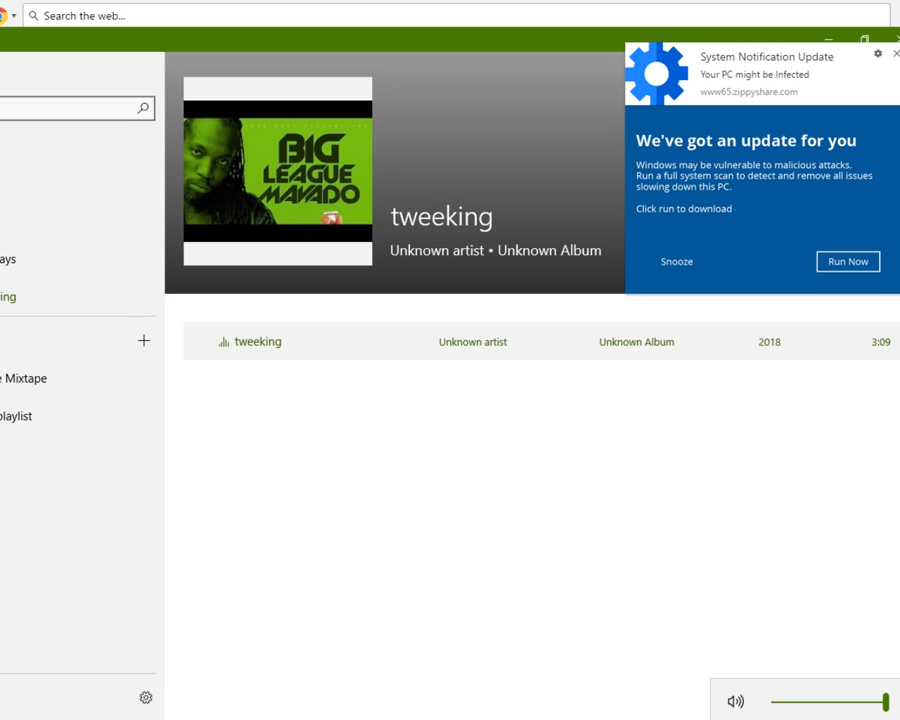 Search the web...
System Notification Update
Your PC might be Infected
www65.zippyshare.com
We've got an update for you
Windows may be vulnerable to malicious attacks.
Run a full system scan to detect and remove all issues
slowing down this PC.
Click run to download
Snooze
Run Now
BIG
LEAGUE
MAVADO
tweeking
Unknown artist • Unknown Album
ays
ing
tweeking
Unknown artist
Unknown Album
2018
3:09
e Mixtape
playlist